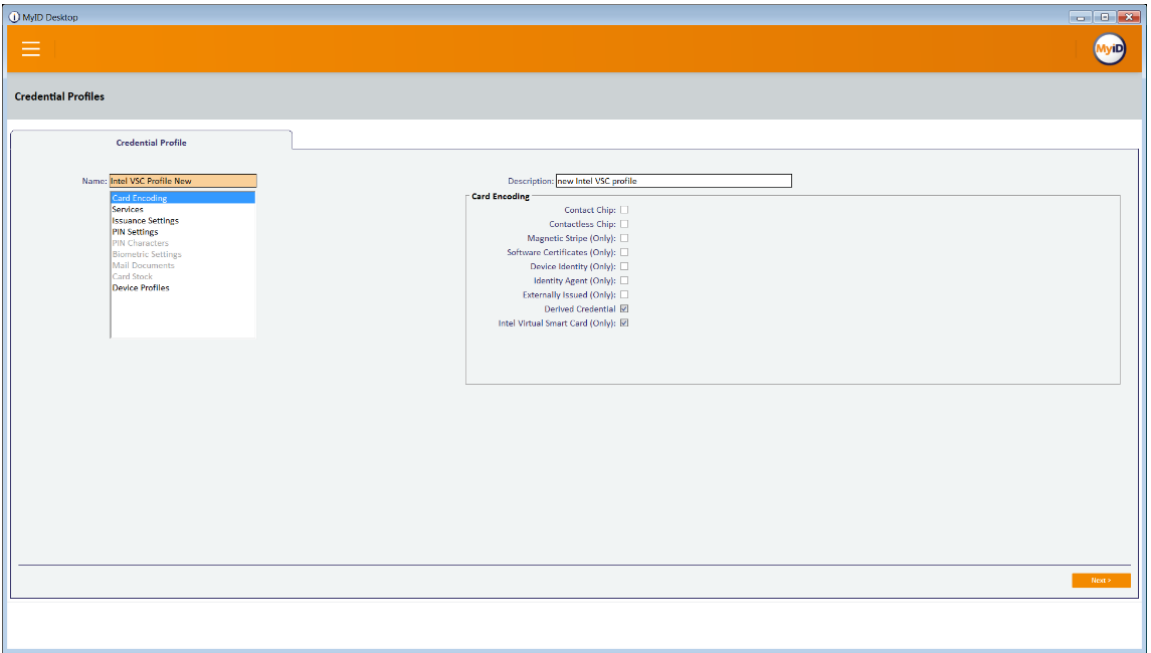 MyID Desktop
MyiD
Credential Profiles
Credential Profile
Name: Intel VSC Profile New
Card Encoding
Services
Issuance Settings
PIN Settings
PIN Characters
Biometric Settings
Mail Documents
Card Stock
Device Profiles
Description: new Intel VSC profile
Card Encoding
Contact Chip:
Contactless Chip:
Magnetic Stripe (Only):
Software Certificates (Only):
Device Identity (Only):
Identity Agent (Only):
Externally Issued (Only):
Derived Credential
Intel Virtual Smart Card (Only):
Next >